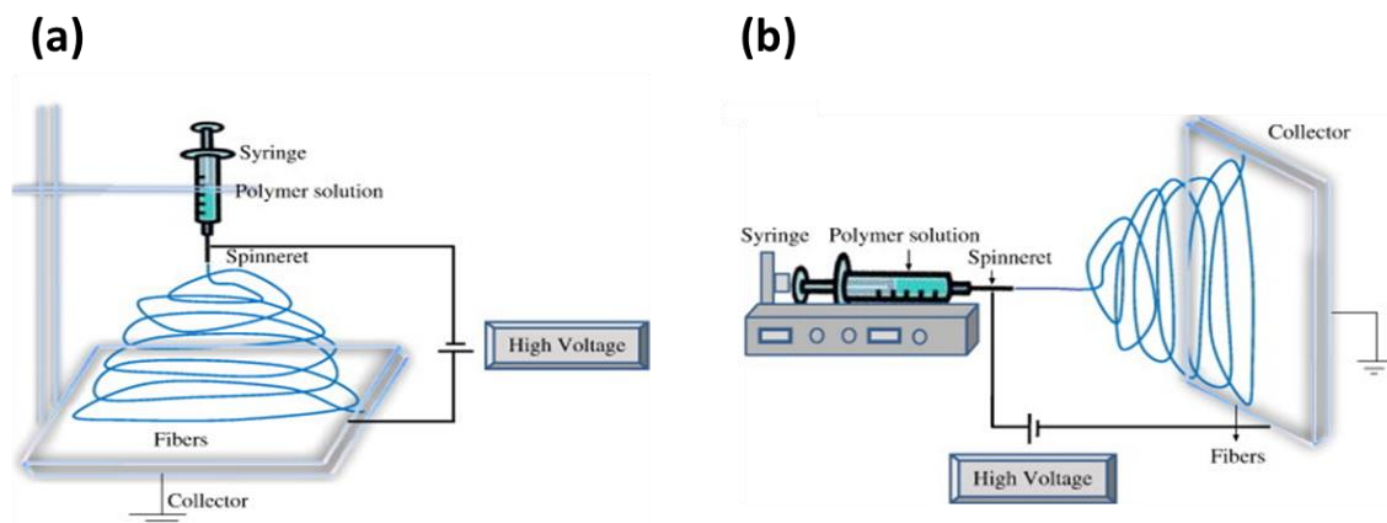 (a)
Syringe
Polymer solution
Spinneret
High Voltage
Fibers
Collector
(b)
Collector
Syringe
Polymer solution
Spinneret
Fibers
High Voltage